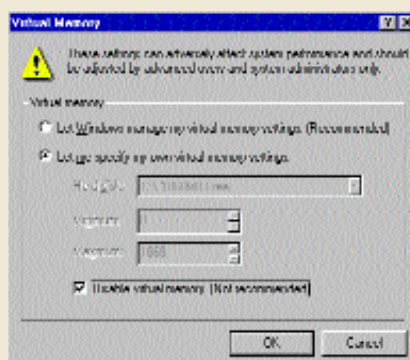 Virtual Memory
These settings can adversely affect system performance and should
be adjusted by advanced users and system administrators only.
Virtual memory
Let Windows manage my virtual memory settings. (Recommended)
Let me specify my own virtual memory settings.
Hard disk:
Minimum:
Maximum:
Disable virtual memory. (Not recommended)
OK Cancel